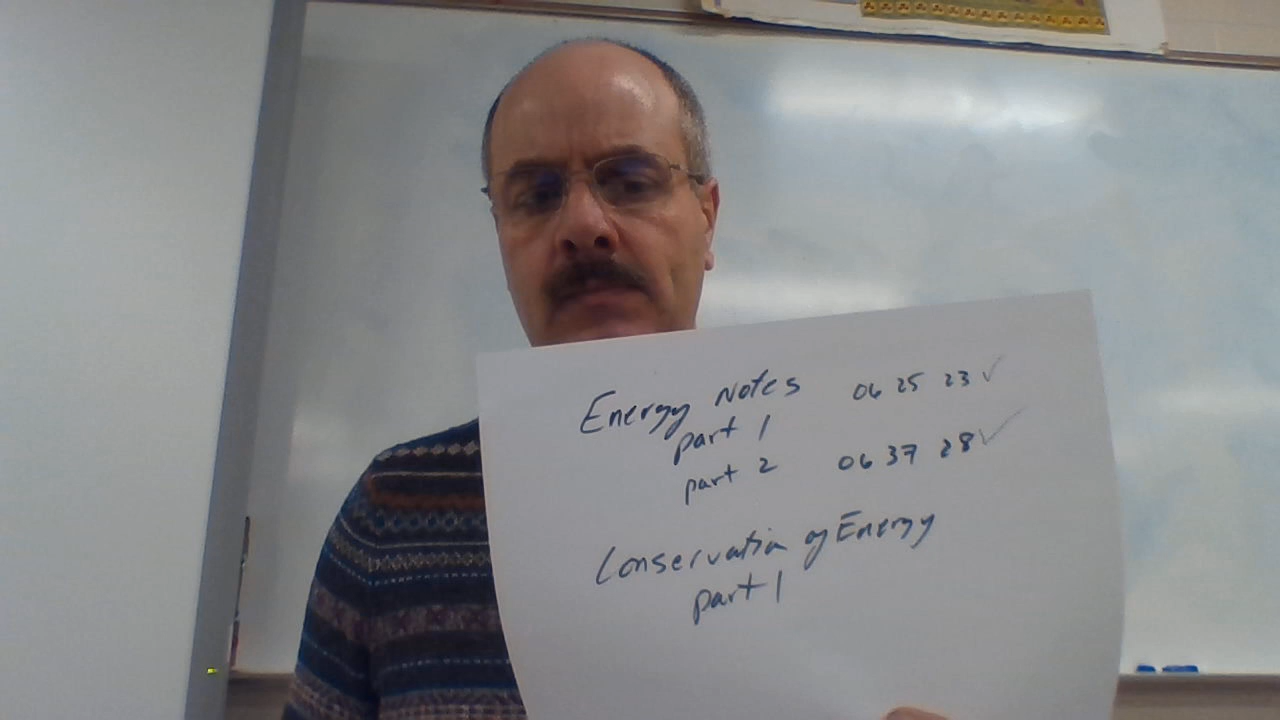 Energy Notes
part 1 06 25 23 ✓
part 2 06 37 28 ✓
Conservation of Energy
part 1